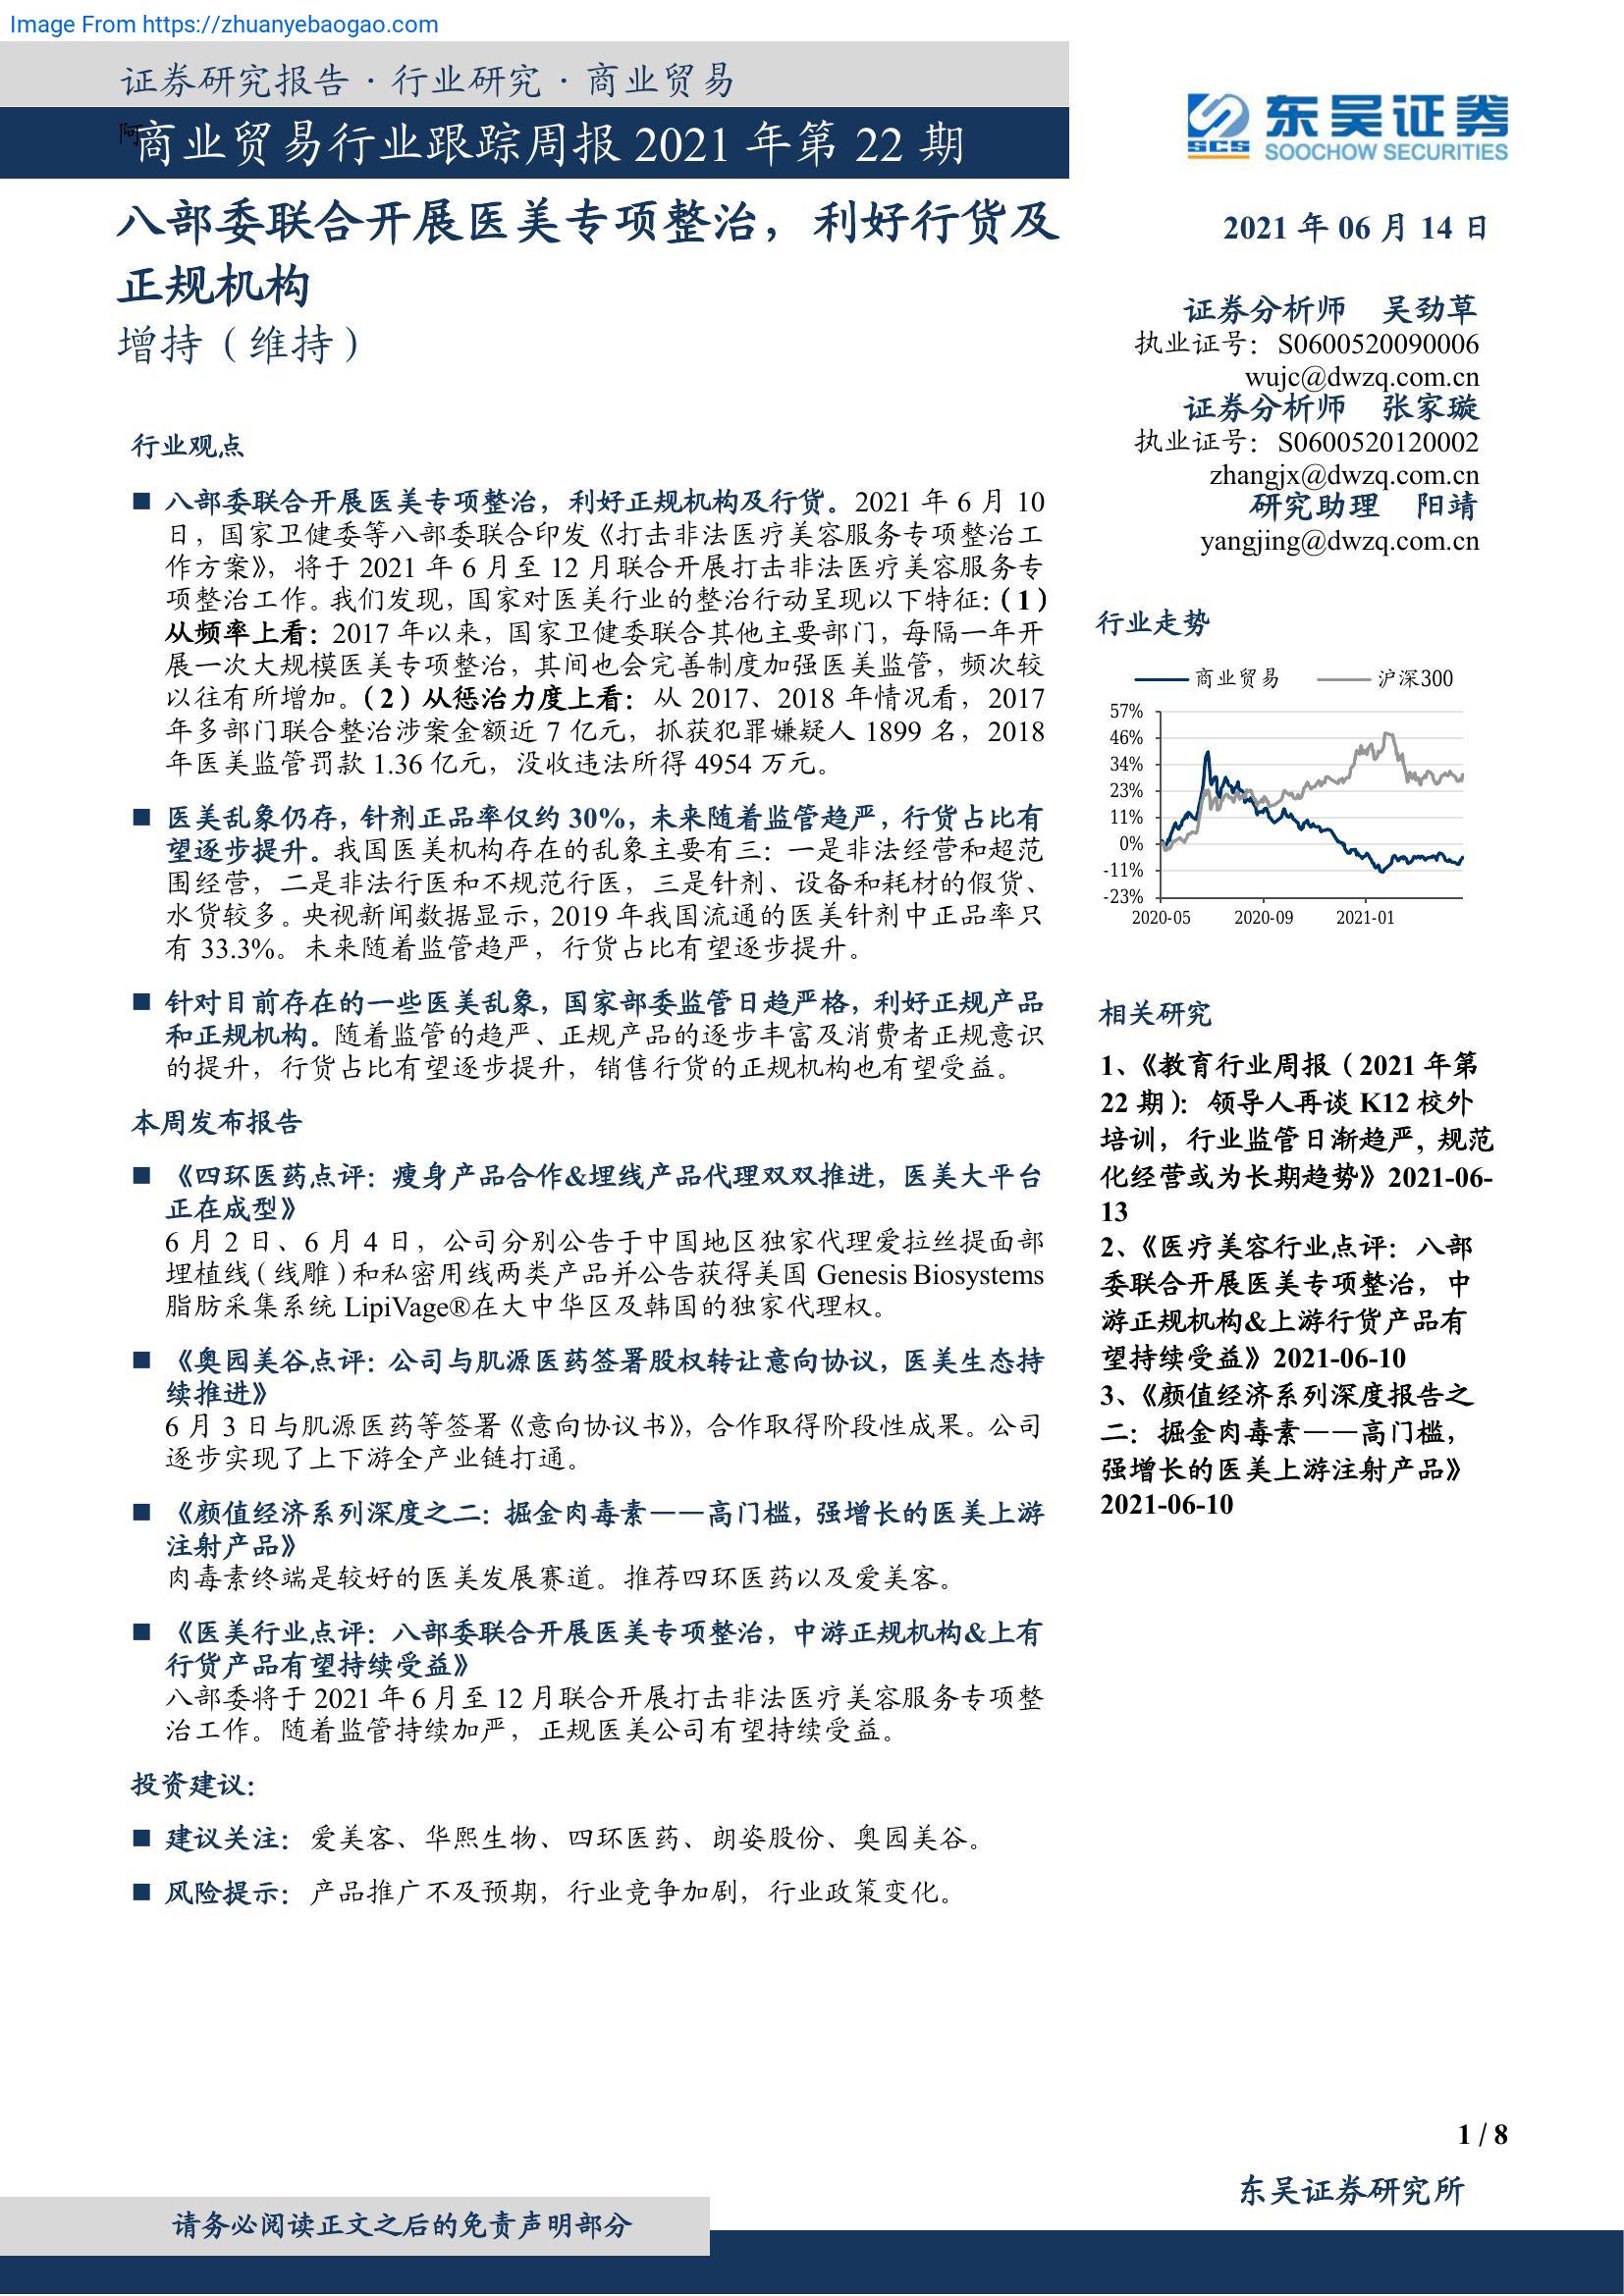 Image From https://zhuanyebaogao.com
证券研究报告·行业研究·商业贸易
阿
商业贸易行业跟踪周报 2021 年第 22 期
东吴证券
SCS SOOCHOW SECURITIES
八部委联合开展医美专项整治，利好行货及
正规机构
增持（维持）
行业观点
八部委联合开展医美专项整治，利好正规机构及行货。2021 年 6 月 10
日，国家卫健委等八部委联合印发《打击非法医疗美容服务专项整治工
作方案》，将于 2021 年 6 月至 12 月联合开展打击非法医疗美容服务专
项整治工作。我们发现，国家对医美行业的整治行动呈现以下特征：（1）
从频率上看：2017 年以来，国家卫健委联合其他主要部门，每隔一年开
展一次大规模医美专项整治，其间也会完善制度加强医美监管，频次较
以往有所增加。（2）从惩治力度上看：从 2017、2018 年情况看，2017
年多部门联合整治涉案金额近 7 亿元，抓获犯罪嫌疑人 1899 名，2018
年医美监管罚款 1.36 亿元，没收违法所得 4954 万元。
医美乱象仍存，针剂正品率仅约 30%，未来随着监管趋严，行货占比有
望逐步提升。我国医美机构存在的乱象主要有三：一是非法经营和超范
围经营，二是非法行医和不规范行医，三是针剂、设备和耗材的假货、
水货较多。央视新闻数据显示，2019 年我国流通的医美针剂中正品率只
有 33.3%。未来随着监管趋严，行货占比有望逐步提升。
针对目前存在的一些医美乱象，国家部委监管日趋严格，利好正规产品
和正规机构。随着监管的趋严、正规产品的逐步丰富及消费者正规意识
的提升，行货占比有望逐步提升，销售行货的正规机构也有望受益。
本周发布报告
《四环医药点评：瘦身产品合作&埋线产品代理双双推进，医美大平台
正在成型》
6 月 2 日、6 月 4 日，公司分别公告于中国地区独家代理爱拉丝提面部
埋植线（线雕）和私密用线两类产品并公告获得美国 Genesis Biosystems
脂肪采集系统 LipiVage®在大中华区及韩国的独家代理权。
《奥园美谷点评：公司与肌源医药签署股权转让意向协议，医美生态持
续推进》
6 月 3 日与肌源医药等签署《意向协议书》，合作取得阶段性成果。公司
逐步实现了上下游全产业链打通。
《颜值经济系列深度之二：掘金肉毒素——高门槛，强增长的医美上游
注射产品》
肉毒素终端是较好的医美发展赛道。推荐四环医药以及爱美客。
《医美行业点评：八部委联合开展医美专项整治，中游正规机构&上有
行货产品有望持续受益》
八部委将于 2021 年 6 月至 12 月联合开展打击非法医疗美容服务专项整
治工作。随着监管持续加严，正规医美公司有望持续受益。
投资建议：
建议关注：爱美客、华熙生物、四环医药、朗姿股份、奥园美谷。
风险提示：产品推广不及预期，行业竞争加剧，行业政策变化。
2021 年 06 月 14 日
证券分析师 吴劲草
执业证号：S0600520090006
wujc@dwzq.com.cn
证券分析师 张家璇
执业证号：S0600520120002
zhangjx@dwzq.com.cn
研究助理 阳靖
yangjing@dwzq.com.cn
行业走势
商业贸易 沪深300
57%
46%
34%
23%
11%
0%
-11%
-23%
2020-05 2020-09 2021-01
相关研究
1、《教育行业周报（2021 年第
22 期）：领导人再谈 K12 校外
培训，行业监管日渐趋严，规范
化经营或为长期趋势》2021-06-
13
2、《医疗美容行业点评：八部
委联合开展医美专项整治，中
游正规机构&上游行货产品有
望持续受益》2021-06-10
3、《颜值经济系列深度报告之
二：掘金肉毒素——高门槛，
强增长的医美上游注射产品》
2021-06-10
1 / 8
东吴证券研究所
请务必阅读正文之后的免责声明部分